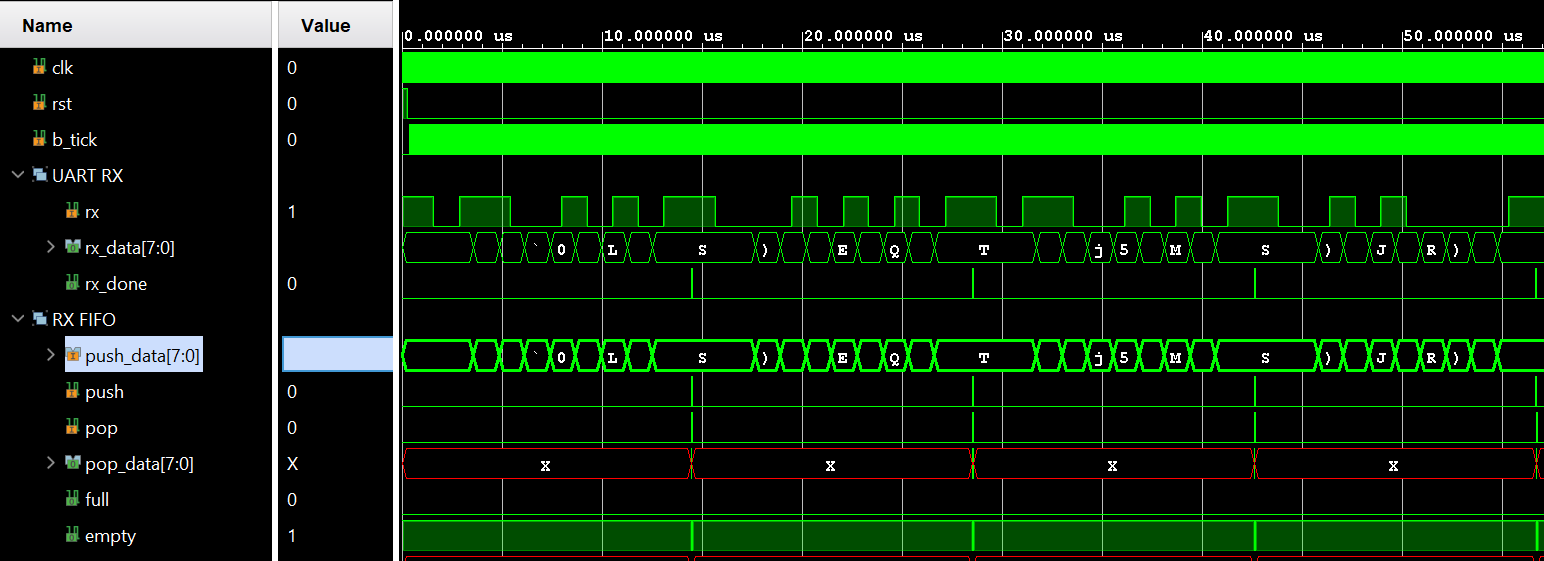 Name Value
0.000000 us 10.000000 us 20.000000 us 30.000000 us 40.000000 us 50.000000 us
clk 0
rst 0
b_tick 0
UART RX
rx 1
rx_data[7:0] ` 0 L S ) E Q T j 5 M S ) J R )
rx_done 0
RX FIFO
push_data[7:0] ` 0 L S ) E Q T j 5 M S ) J R )
push 0
pop 0
pop_data[7:0] X X X X X
full 0
empty 1